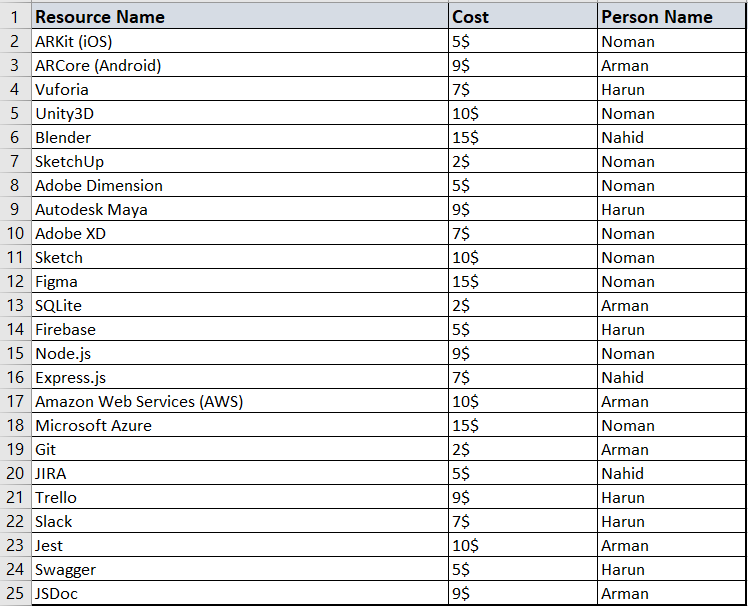 1 Resource Name Cost Person Name
2 ARKit (iOS) 5$ Noman
3 ARCore (Android) 9$ Arman
4 Vuforia 7$ Harun
5 Unity3D 10$ Noman
6 Blender 15$ Nahid
7 SketchUp 2$ Noman
8 Adobe Dimension 5$ Noman
9 Autodesk Maya 9$ Harun
10 Adobe XD 7$ Noman
11 Sketch 10$ Noman
12 Figma 15$ Noman
13 SQLite 2$ Arman
14 Firebase 5$ Harun
15 Node.js 9$ Noman
16 Express.js 7$ Nahid
17 Amazon Web Services (AWS) 10$ Arman
18 Microsoft Azure 15$ Noman
19 Git 2$ Arman
20 JIRA 5$ Nahid
21 Trello 9$ Harun
22 Slack 7$ Harun
23 Jest 10$ Arman
24 Swagger 5$ Harun
25 JSDoc 9$ Arman